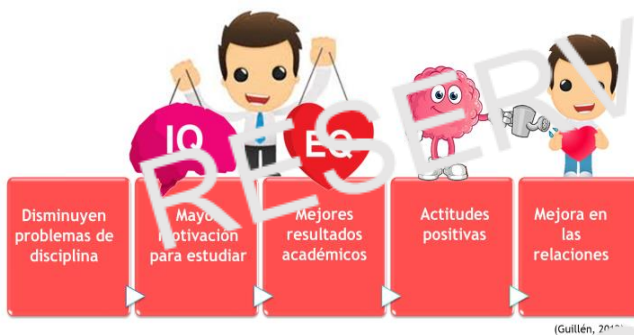 IQ
EQ
RESERV
Disminuyen
problemas de
disciplina
Mayor
motivación
para estudiar
Mejores
resultados
académicos
Actitudes
positivas
Mejora en
las
relaciones
(Guillén,